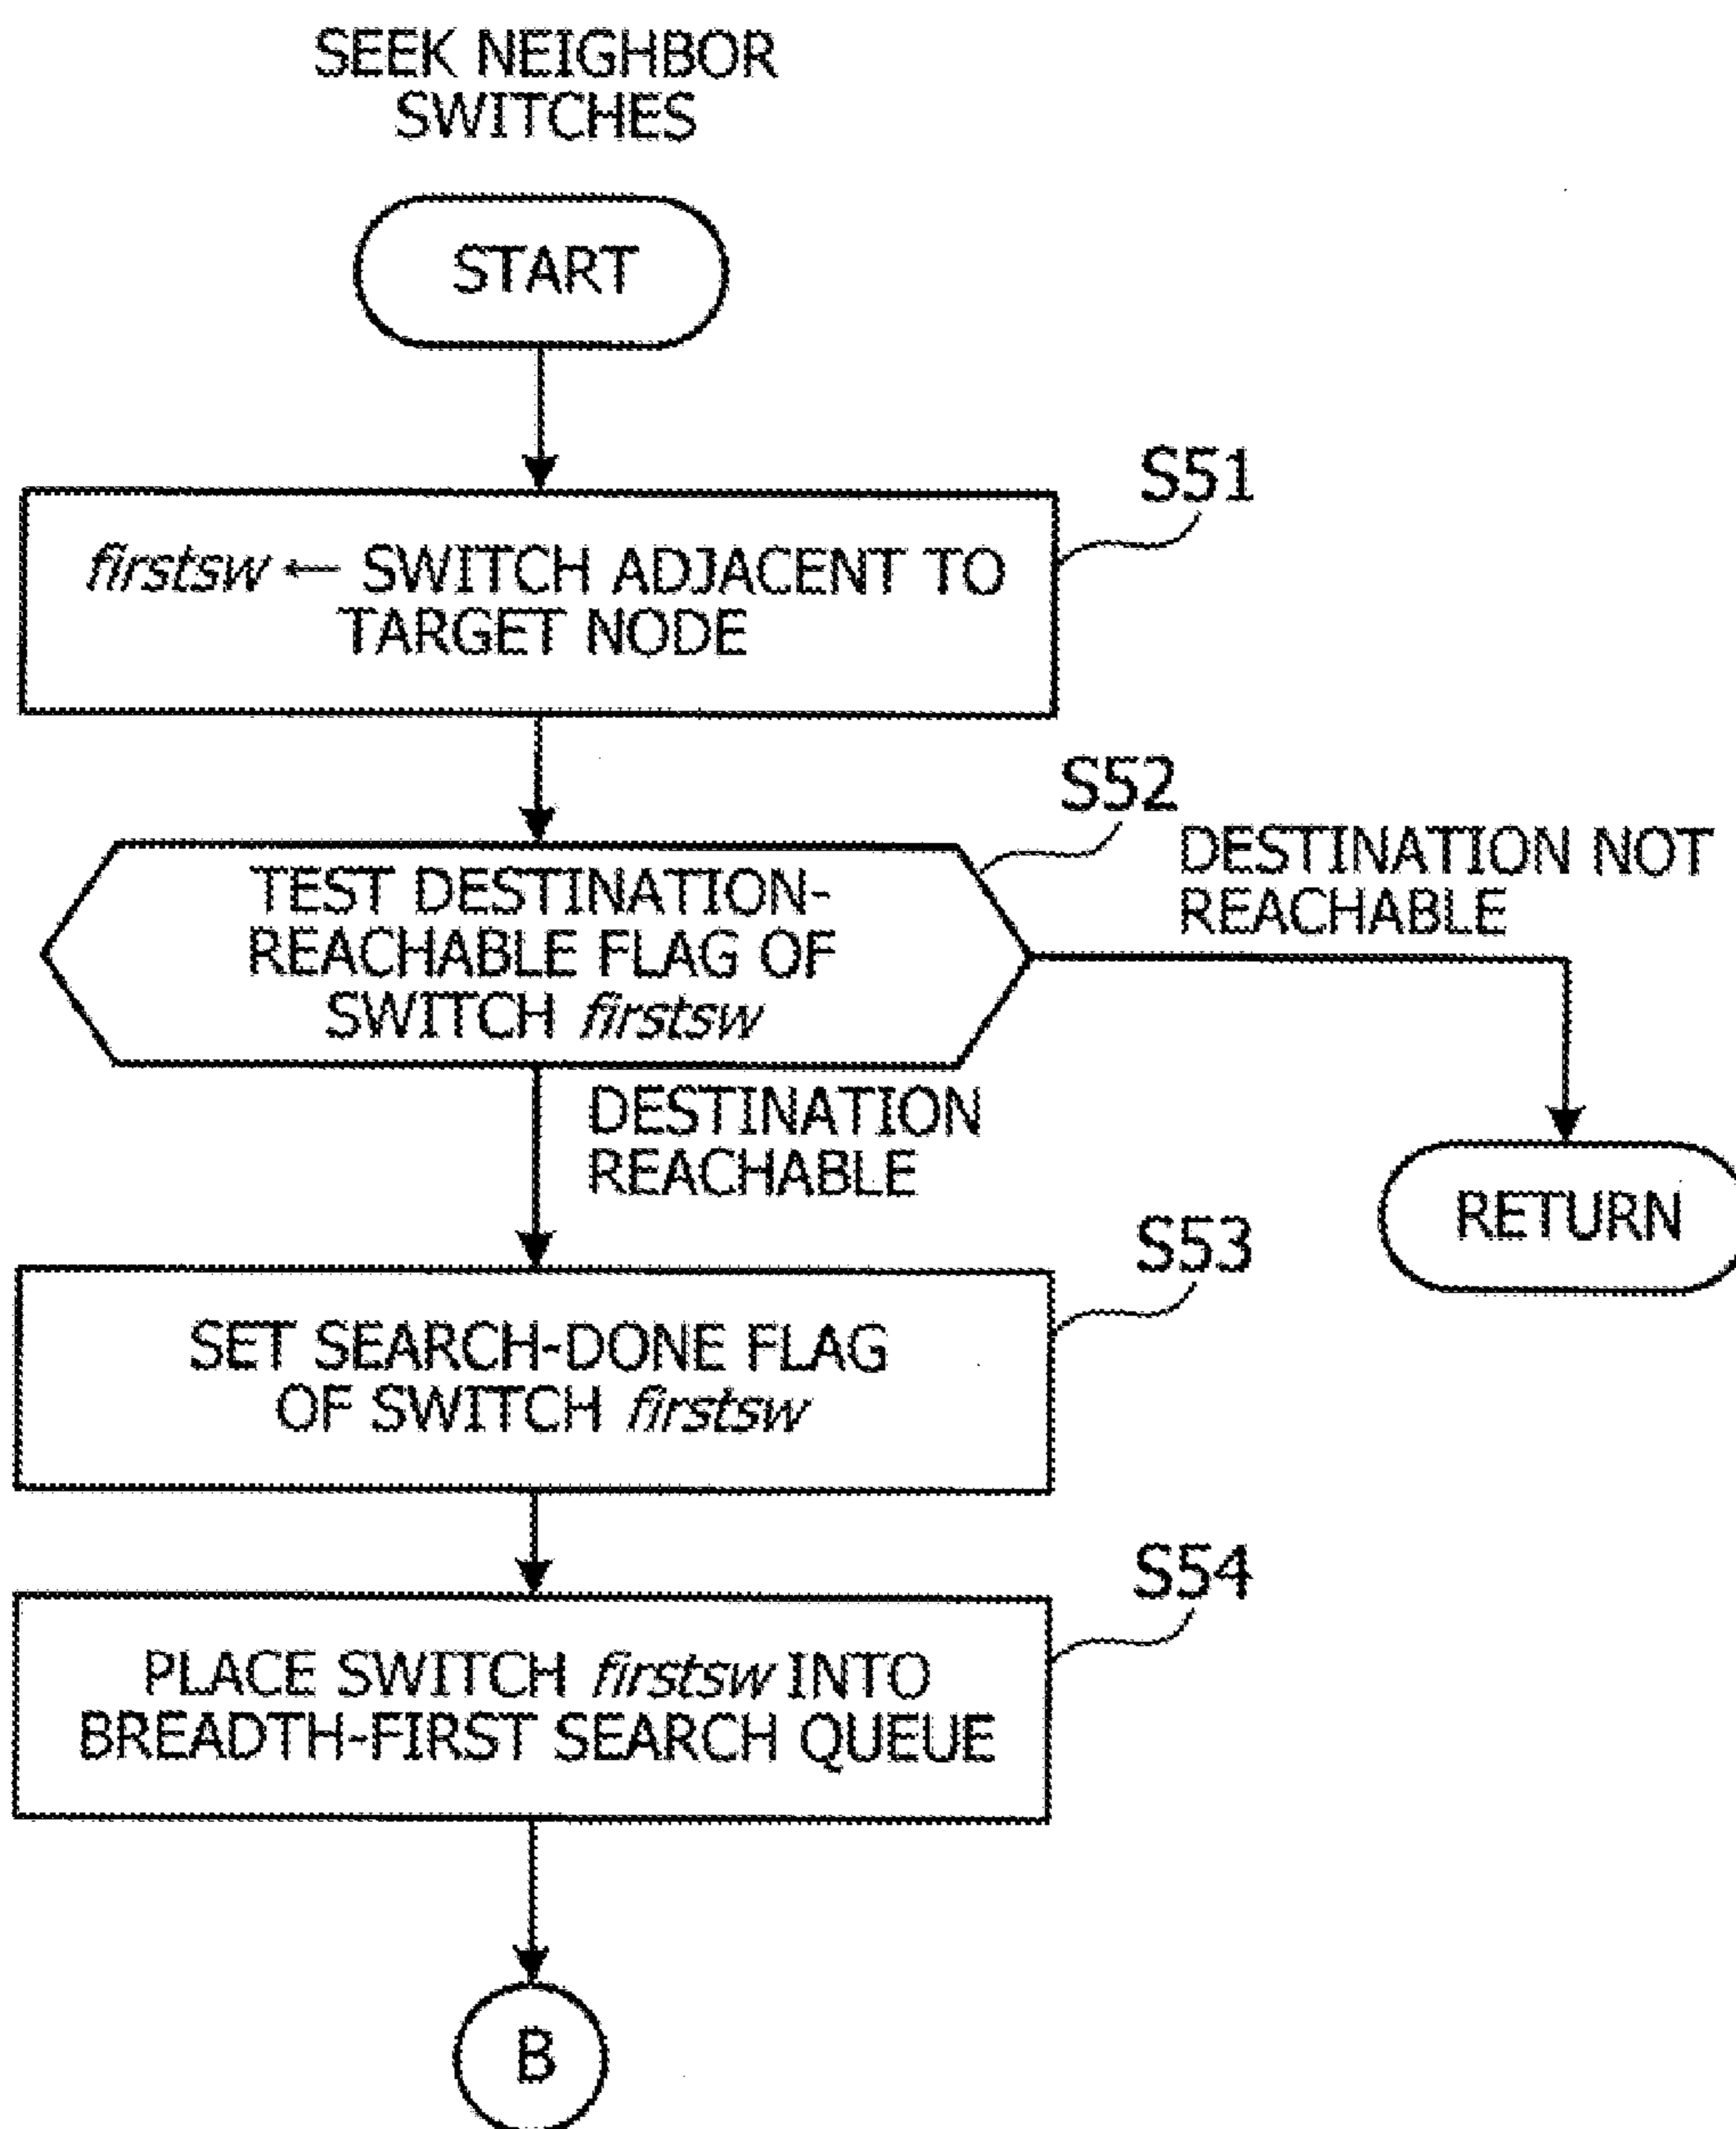 SEEK NEIGHBOR
SWITCHES
START
S51
firstsw ← SWITCH ADJACENT TO
TARGET NODE
S52
TEST DESTINATION-
REACHABLE FLAG OF
SWITCH firstsw
DESTINATION NOT
REACHABLE
DESTINATION
REACHABLE
RETURN
S53
SET SEARCH-DONE FLAG
OF SWITCH firstsw
S54
PLACE SWITCH firstsw INTO
BREADTH-FIRST SEARCH QUEUE
B